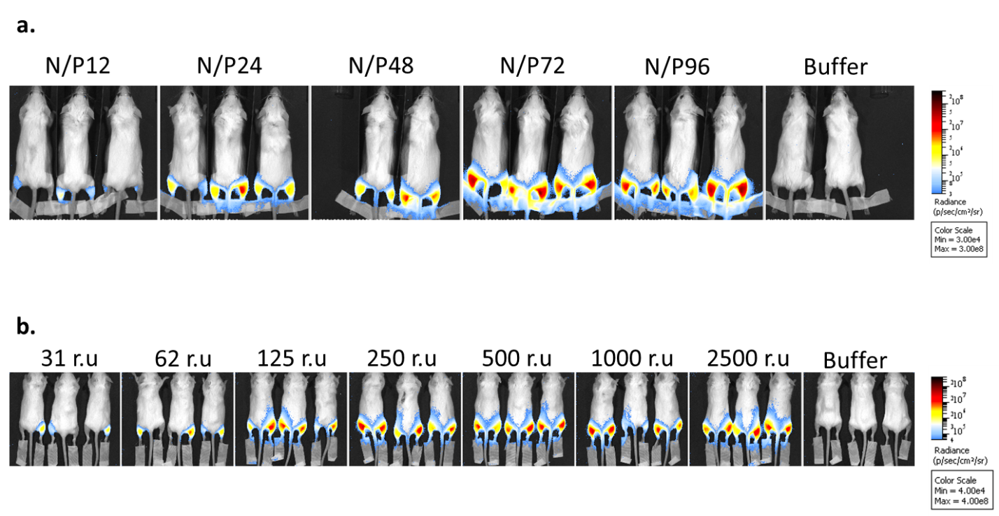 a.
N/P12 N/P24 N/P48 N/P72 N/P96 Buffer
Radiance
(p/sec/cm²/sr)
Color Scale
Min = 3.00e4
Max = 3.00e8
b.
31 r.u 62 r.u 125 r.u 250 r.u 500 r.u 1000 r.u 2500 r.u Buffer
Radiance
(p/sec/cm²/sr)
Color Scale
Min = 4.00e4
Max = 4.00e8